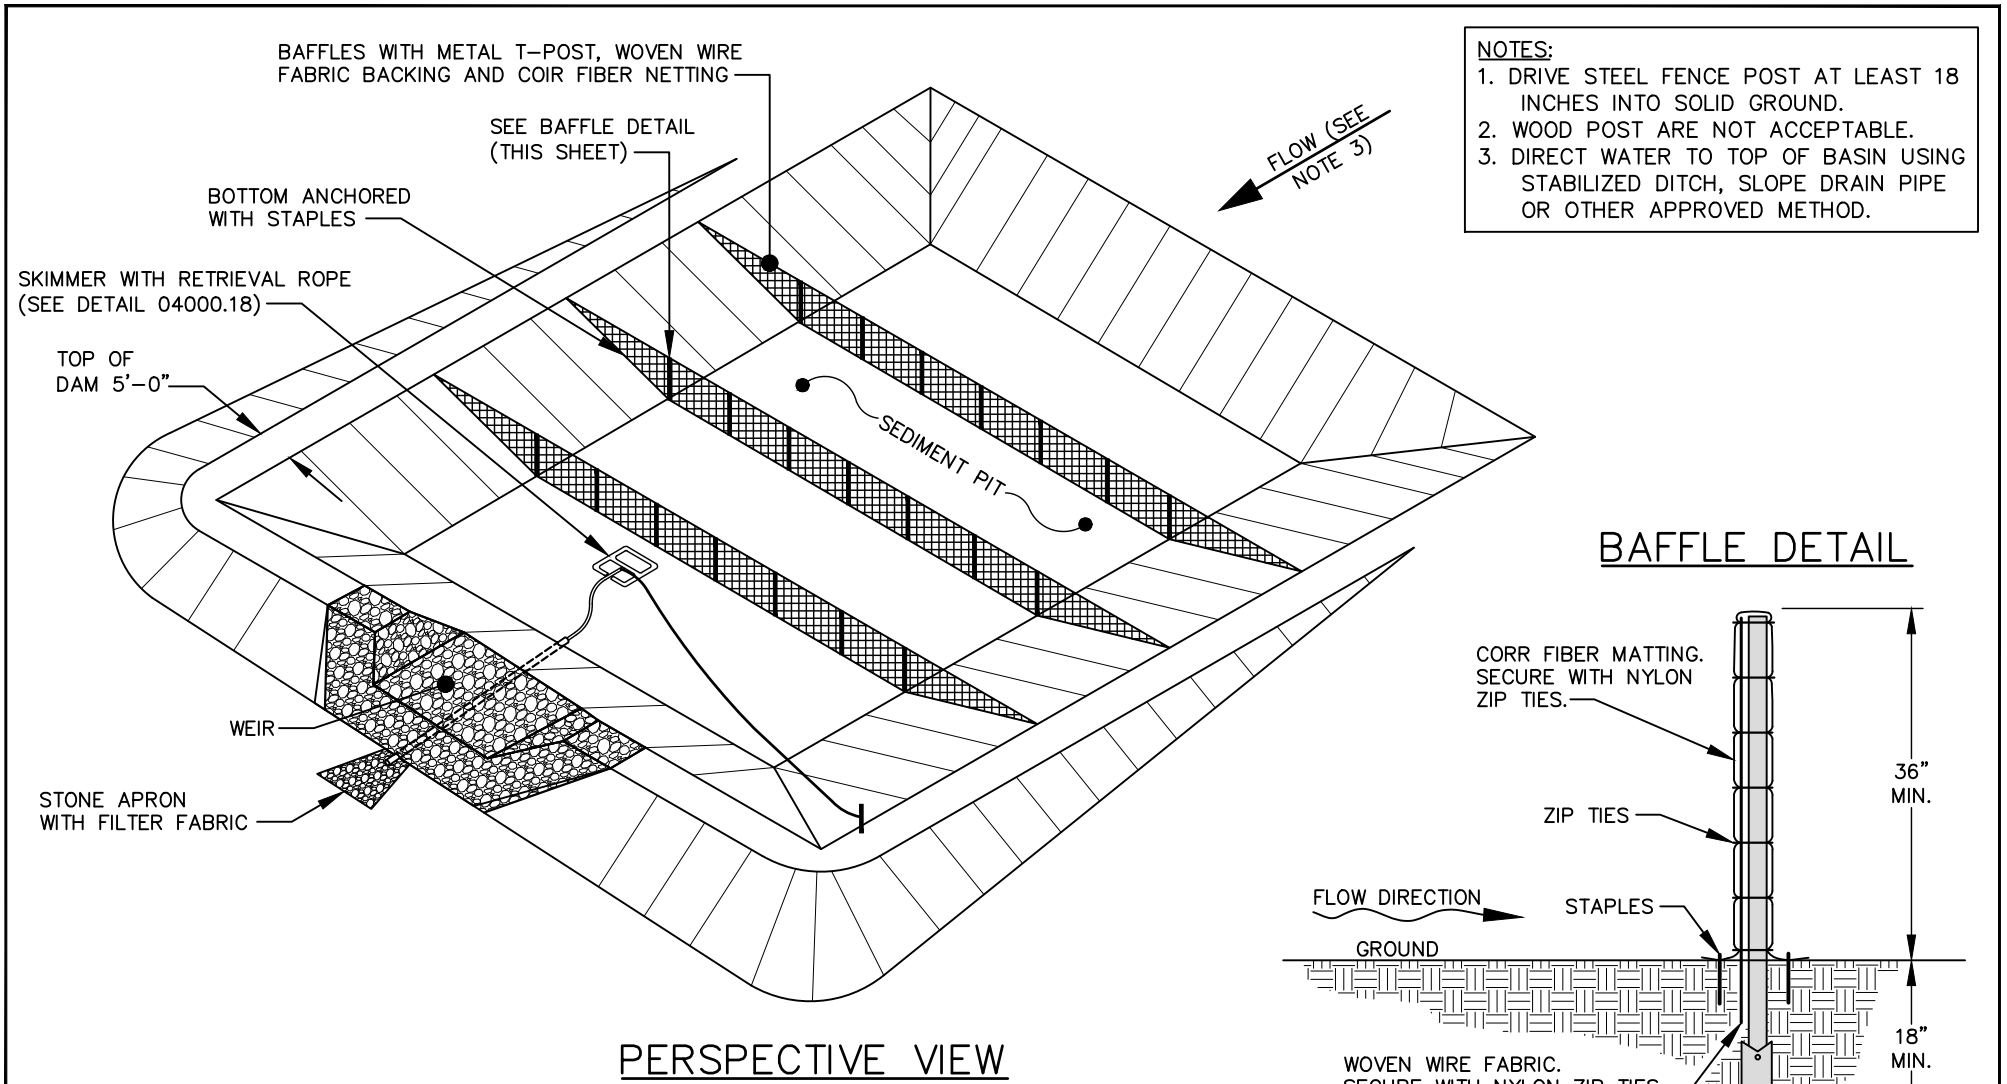 BAFFLES WITH METAL T-POST, WOVEN WIRE
FABRIC BACKING AND COIR FIBER NETTING
SEE BAFFLE DETAIL
(THIS SHEET)
BOTTOM ANCHORED
WITH STAPLES
SKIMMER WITH RETRIEVAL ROPE
(SEE DETAIL 04000.18)
TOP OF
DAM 5'-0"
FLOW (SEE
NOTE 3)
SEDIMENT PIT
WEIR
STONE APRON
WITH FILTER FABRIC
PERSPECTIVE VIEW
NOTES:
1. DRIVE STEEL FENCE POST AT LEAST 18
INCHES INTO SOLID GROUND.
2. WOOD POST ARE NOT ACCEPTABLE.
3. DIRECT WATER TO TOP OF BASIN USING
STABILIZED DITCH, SLOPE DRAIN PIPE
OR OTHER APPROVED METHOD.
BAFFLE DETAIL
CORR FIBER MATTING.
SECURE WITH NYLON
ZIP TIES.
36"
MIN.
ZIP TIES
FLOW DIRECTION
STAPLES
GROUND
18"
MIN.
WOVEN WIRE FABRIC.
SECURE WITH NYLON ZIP TIES